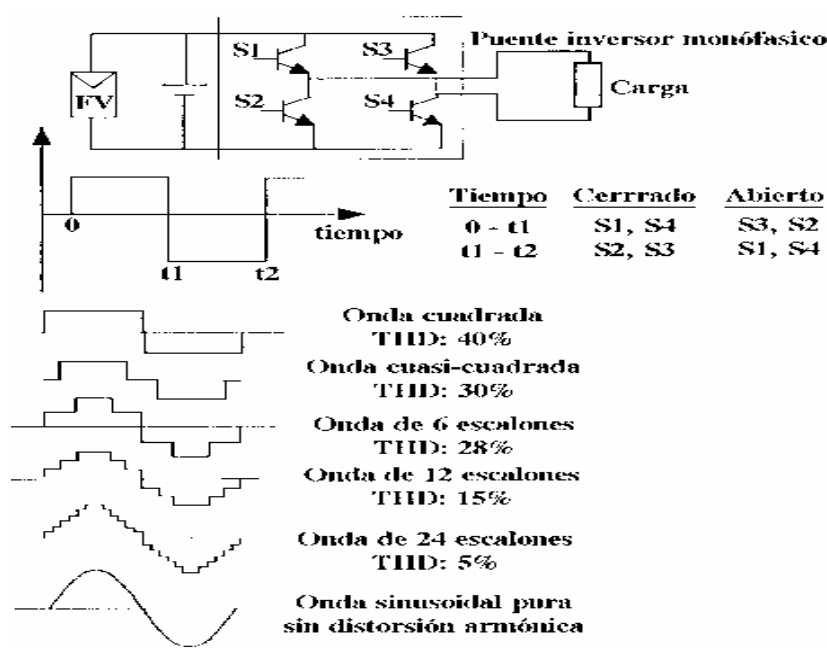 Puente inversor monófasico
S1
S3
FV
S2
S4
Carga
0
t1
t2
tiempo
Tiempo Cerrrado Abierto
0 - t1 S1, S4 S3, S2
t1 - t2 S2, S3 S1, S4
Onda cuadrada
THD: 40%
Onda cuasi-cuadrada
THD: 30%
Onda de 6 escalones
THD: 28%
Onda de 12 escalones
THD: 15%
Onda de 24 escalones
THD: 5%
Onda sinusoidal pura
sin distorsión armónica